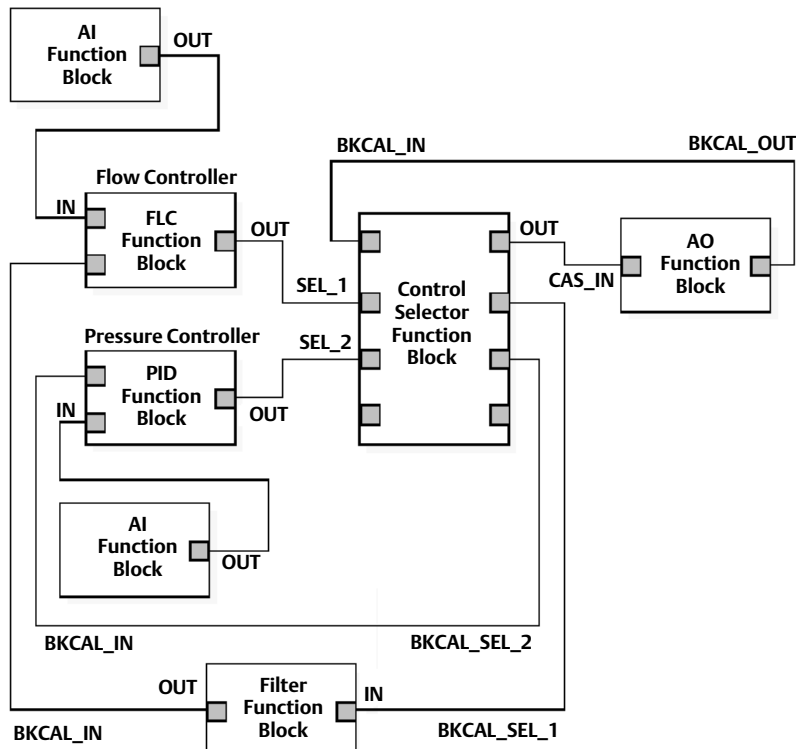 AI
Function
Block
OUT
BKCAL_IN
BKCAL_OUT
Flow Controller
IN
FLC
Function
Block
OUT
SEL_1
Control
Selector
Function
Block
OUT
CAS_IN
AO
Function
Block
Pressure Controller
SEL_2
IN
PID
Function
Block
OUT
AI
Function
Block
OUT
BKCAL_IN
BKCAL_SEL_2
OUT
Filter
Function
Block
IN
BKCAL_IN
BKCAL_SEL_1